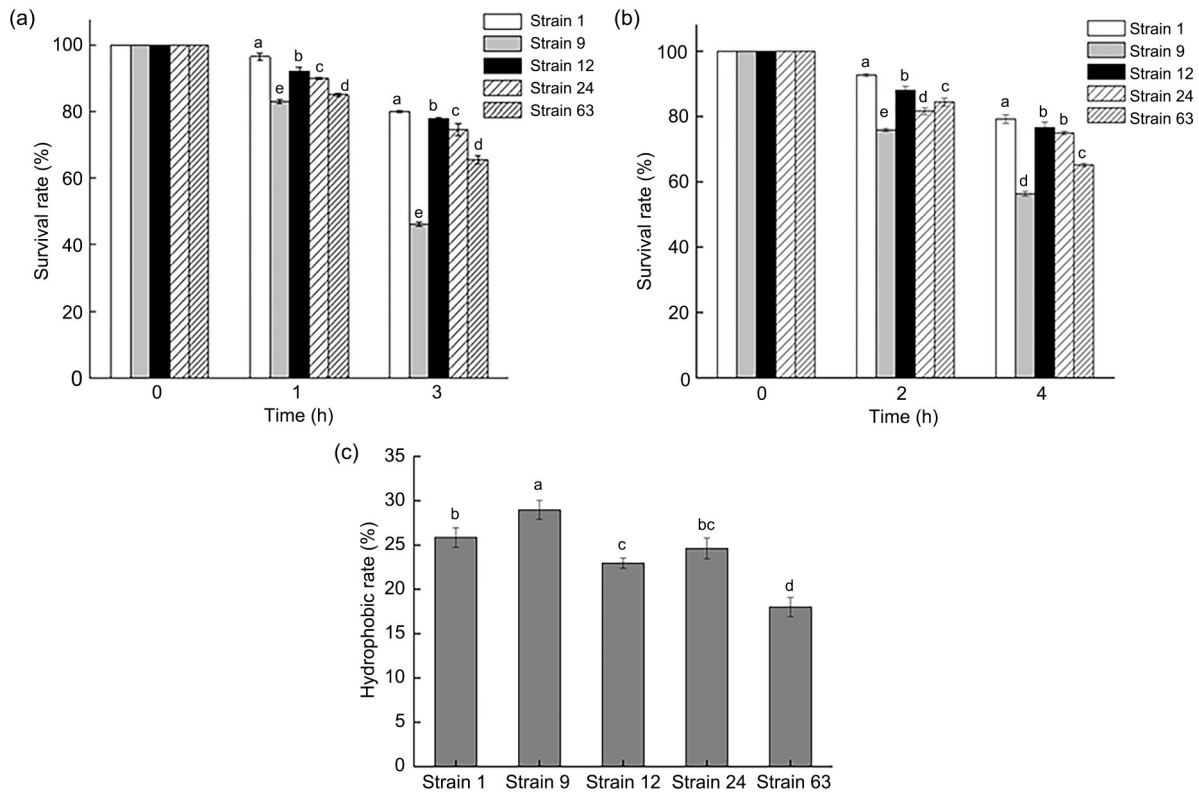 (a)
Strain 1
Strain 9
Strain 12
Strain 24
Strain 63
Survival rate (%)
100
80
60
40
20
0
a
e
b
c
d
a
e
b
c
d
0 1 3
Time (h)
(b)
Strain 1
Strain 9
Strain 12
Strain 24
Strain 63
Survival rate (%)
100
80
60
40
20
0
a
e
b
d
c
a
d
b
b
c
0 2 4
Time (h)
(c)
Hydrophobic rate (%)
35
30
25
20
15
10
5
0
b
a
c
bc
d
Strain 1 Strain 9 Strain 12 Strain 24 Strain 63